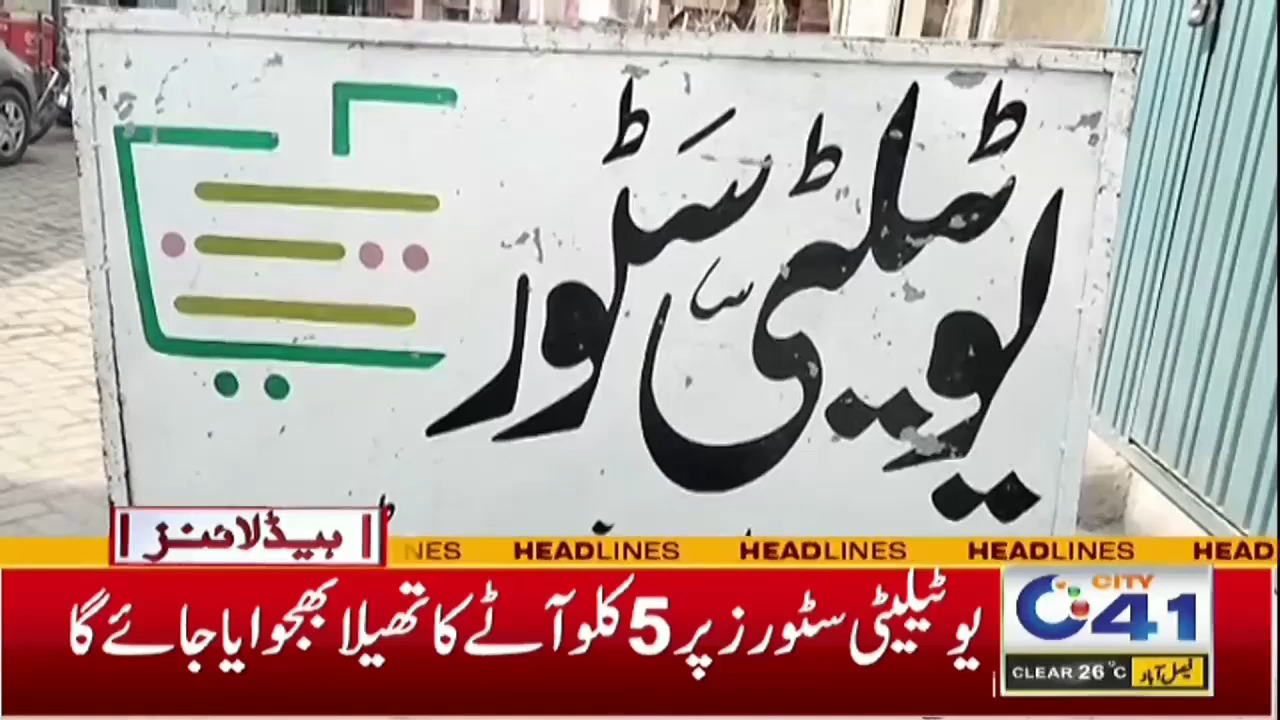 یوٹیلیٹی سٹور
ہیڈلائنز
NES HEADLINES HEADLINES HEADLINES HEAD
یوٹیلیٹی سٹورز پر 5 کلو آٹے کا تھیلا بھجوایا جائے گا
CITY
41
CLEAR 26°C فیصل آباد